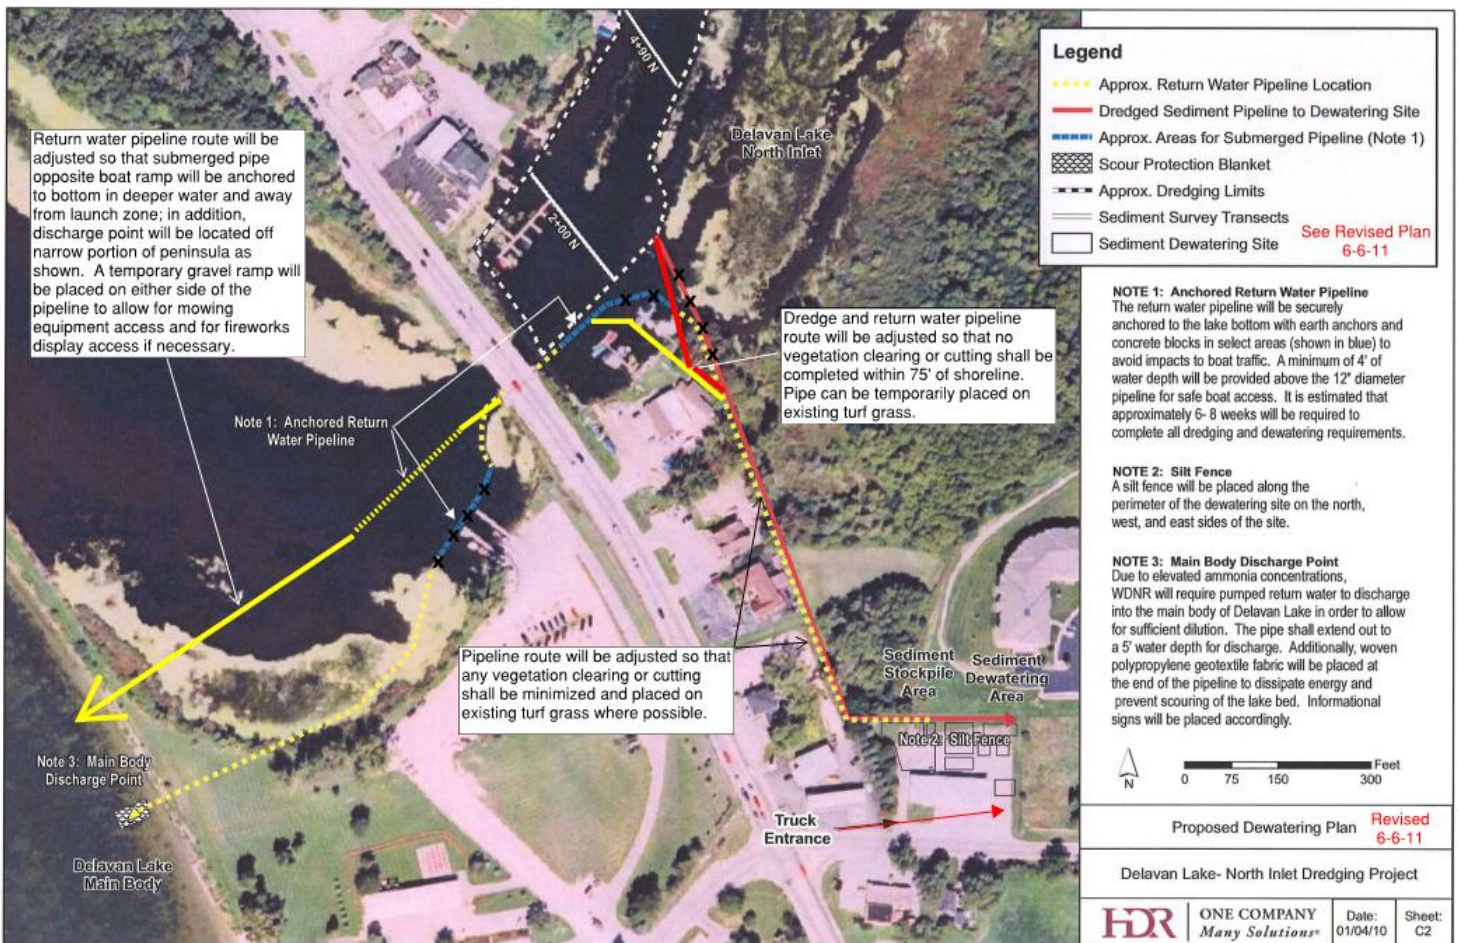 Return water pipeline route will be
adjusted so that submerged pipe
opposite boat ramp will be anchored
to bottom in deeper water and away
from launch zone; in addition,
discharge point will be located off
narrow portion of peninsula as
shown. A temporary gravel ramp will
be placed on either side of the
pipeline to allow for mowing
equipment access and for fireworks
display access if necessary.
4+90 N
2+00 N
Delavan Lake
North Inlet
Note 1: Anchored Return
Water Pipeline
Dredge and return water pipeline
route will be adjusted so that no
vegetation clearing or cutting shall be
completed within 75' of shoreline.
Pipe can be temporarily placed on
existing turf grass.
Pipeline route will be adjusted so that
any vegetation clearing or cutting
shall be minimized and placed on
existing turf grass where possible.
Sediment
Stockpile
Area
Sediment
Dewatering
Area
Note 2: Silt Fence
Truck
Entrance
Note 3: Main Body
Discharge Point
Delavan Lake
Main Body
Legend
Approx. Return Water Pipeline Location
Dredged Sediment Pipeline to Dewatering Site
Approx. Areas for Submerged Pipeline (Note 1)
Scour Protection Blanket
Approx. Dredging Limits
Sediment Survey Transects
Sediment Dewatering Site
See Revised Plan
6-6-11
NOTE 1: Anchored Return Water Pipeline
The return water pipeline will be securely
anchored to the lake bottom with earth anchors and
concrete blocks in select areas (shown in blue) to
avoid impacts to boat traffic. A minimum of 4' of
water depth will be provided above the 12" diameter
pipeline for safe boat access. It is estimated that
approximately 6- 8 weeks will be required to
complete all dredging and dewatering requirements.
NOTE 2: Silt Fence
A silt fence will be placed along the
perimeter of the dewatering site on the north,
west, and east sides of the site.
NOTE 3: Main Body Discharge Point
Due to elevated ammonia concentrations,
WDNR will require pumped return water to discharge
into the main body of Delavan Lake in order to allow
for sufficient dilution. The pipe shall extend out to
a 5' water depth for discharge. Additionally, woven
polypropylene geotextile fabric will be placed at
the end of the pipeline to dissipate energy and
prevent scouring of the lake bed. Informational
signs will be placed accordingly.
N
Feet
0 75 150 300
Proposed Dewatering Plan
Revised
6-6-11
Delavan Lake- North Inlet Dredging Project
HDR
ONE COMPANY
Many Solutions
Date:
01/04/10
Sheet:
C2